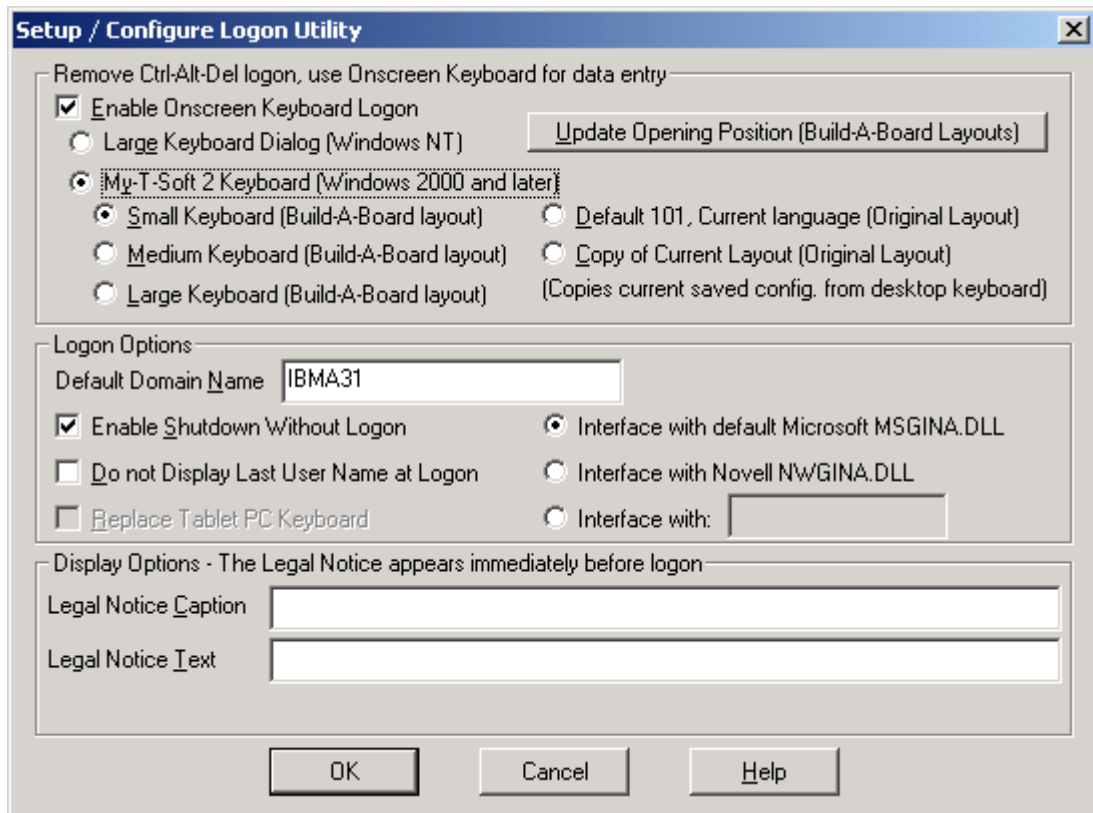 Setup / Configure Logon Utility
Remove Ctrl-Alt-Del logon, use Onscreen Keyboard for data entry
Enable Onscreen Keyboard Logon
Large Keyboard Dialog (Windows NT)
Update Opening Position (Build-A-Board Layouts)
My-T-Soft 2 Keyboard (Windows 2000 and later)
Small Keyboard (Build-A-Board layout)
Default 101, Current language (Original Layout)
Medium Keyboard (Build-A-Board layout)
Copy of Current Layout (Original Layout)
Large Keyboard (Build-A-Board layout)
(Copies current saved config. from desktop keyboard)
Logon Options
Default Domain Name
IBMA31
Enable Shutdown Without Logon
Interface with default Microsoft MSGINA.DLL
Do not Display Last User Name at Logon
Interface with Novell NWGINA.DLL
Replace Tablet PC Keyboard
Interface with:
Display Options - The Legal Notice appears immediately before logon
Legal Notice Caption
Legal Notice Text
OK
Cancel
Help